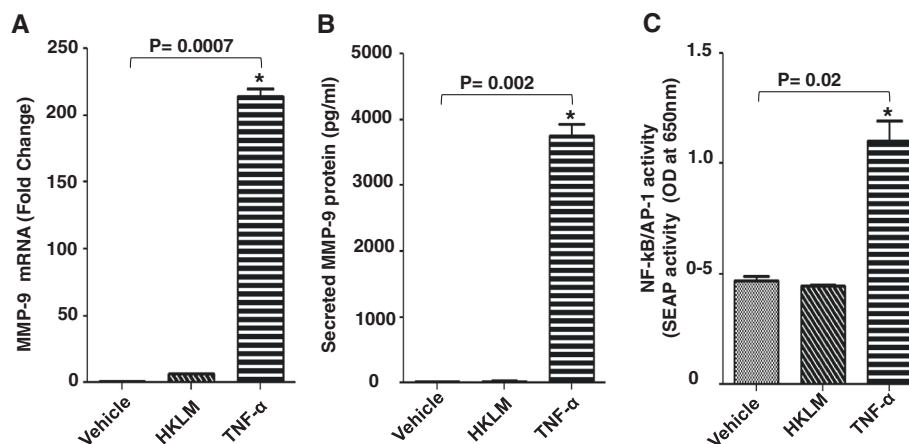 A
MMP-9 mRNA (Fold Change)
250
200
150
100
50
0
P= 0.0007
*
Vehicle
HKLM
TNF-α
B
Secreted MMP-9 protein (pg/ml)
5000
4000
3000
2000
1000
0
P= 0.002
*
Vehicle
HKLM
TNF-α
C
NF-kB/AP-1 activity
(SEAP activity (OD at 650nm)
1.5
1.0
0-5
0
P= 0.02
*
Vehicle
HKLM
TNF-α